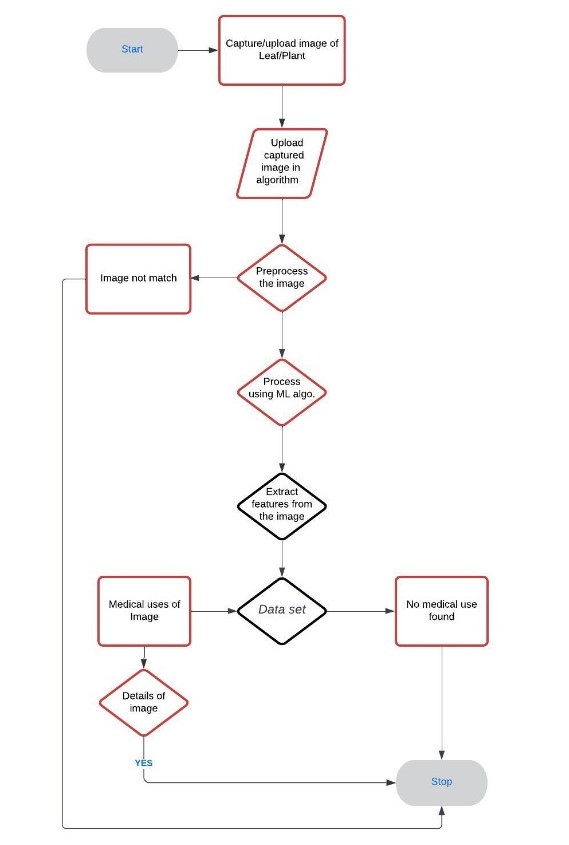 Start
Capture/upload image of
Leaf/Plant
Upload
captured
image in
algorithm
Image not match
Preprocess
the image
Process
using ML algo.
Extract
features from
the image
Medical uses of
Image
Data set
No medical use
found
Details of
image
YES
Stop